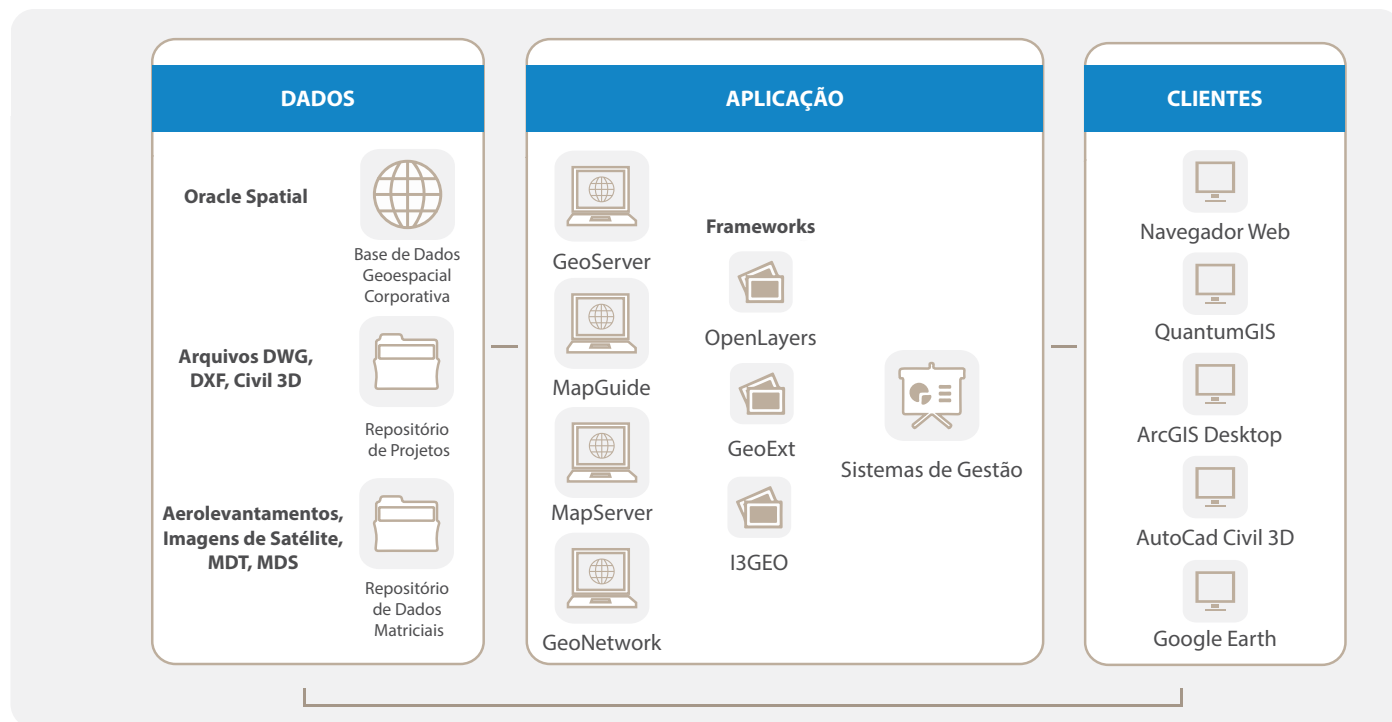 DADOS
Oracle Spatial
Base de Dados
Geoespacial
Corporativa
Arquivos DWG,
DXF, Civil 3D
Repositório
de Projetos
Aerolevantamentos,
Imagens de Satélite,
MDT, MDS
Repositório
de Dados
Matriciais
APLICAÇÃO
GeoServer
MapGuide
MapServer
GeoNetwork
Frameworks
OpenLayers
GeoExt
I3GEO
Sistemas de Gestão
CLIENTES
Navegador Web
QuantumGIS
ArcGIS Desktop
AutoCad Civil 3D
Google Earth